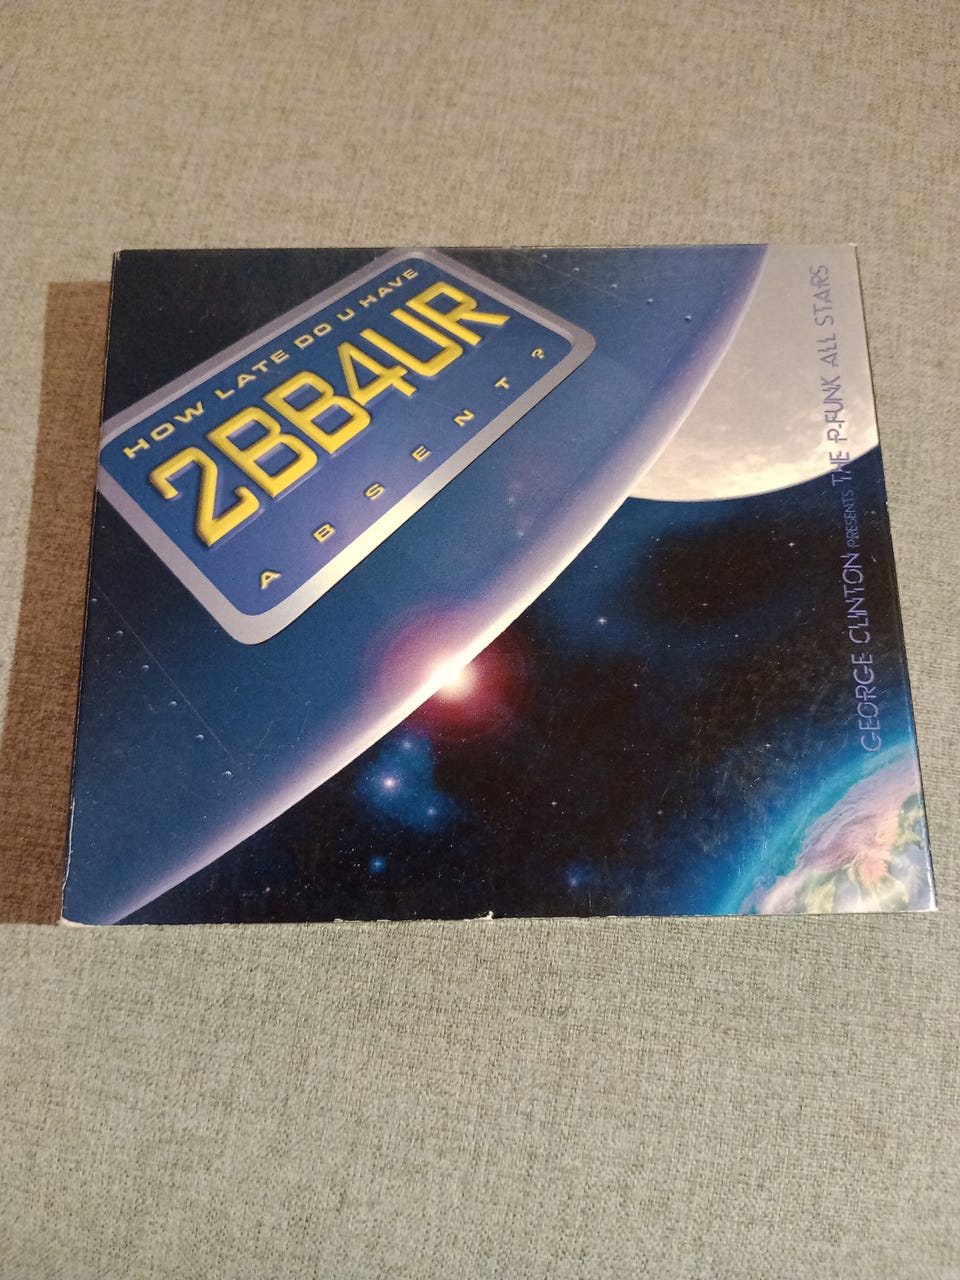 HOW LATE DO U HAVE
2BB4UR
ABSENT?
GEORGE CLINTON PRESENTS THE P-FUNK ALL STARS